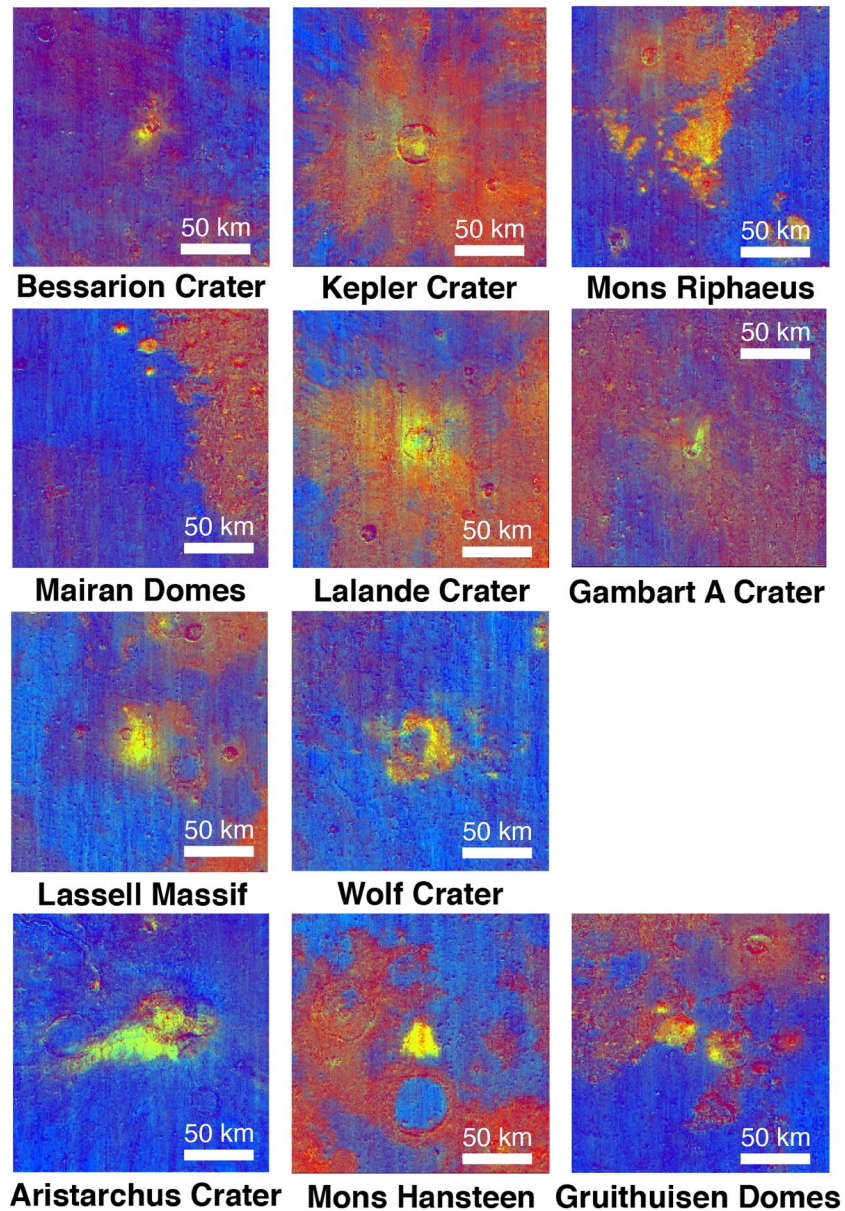 50 km
50 km
50 km
Bessarion Crater
Kepler Crater
Mons Riphaeus
50 km
50 km
50 km
Mairan Domes
Lalande Crater
Gambart A Crater
50 km
50 km
Lassell Massif
Wolf Crater
50 km
50 km
50 km
Aristarchus Crater
Mons Hansteen
Gruithuisen Domes